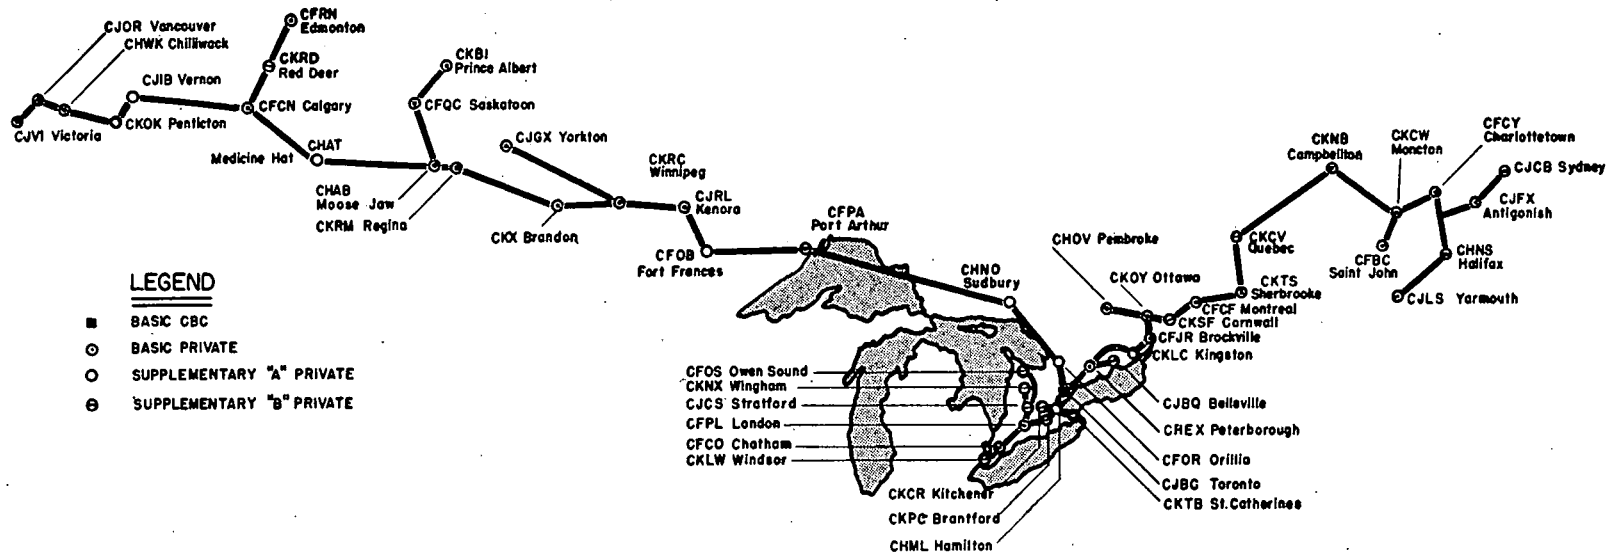 CJOR Vancouver
CHWK Chilliwack
CJVI Victoria
CKOK Penticton
CJIB Vernon
CFRN
Edmonton
CKRD
Red Deer
CFCN Calgary
CHAT
Medicine Hat
CKBI
Prince Albert
CFQC Saskatoon
CHAB
Moose Jaw
CKRM Regina
CJGX Yorkton
CKX Brandon
CKRC
Winnipeg
CJRL
Kenora
CFOB
Fort Frances
CFPA
Port Arthur
CHNO
Sudbury
CHOV Pembroke
CKOY Ottawa
CKSF Cornwall
CFCF Montreal
CKTS
Sherbrooke
CKCV
Quebec
CKNB
Campbellton
CKCW
Moncton
CFCY
Charlottetown
CJCB Sydney
CJFX
Antigonish
CFBC
Saint John
CHNS
Halifax
CJLS Yarmouth
CFJR Brockville
CKLC Kingston
CJBQ Belleville
CREX Peterborough
CFOR Orillia
CJBC Toronto
CKTB St. Catherines
CFOS Owen Sound
CKNX Wingham
CJCS Stratford
CFPL London
CFCO Chatham
CKLW Windsor
CKCR Kitchener
CKPC Brantford
CHML Hamilton
LEGEND
BASIC CBC
BASIC PRIVATE
SUPPLEMENTARY "A" PRIVATE
SUPPLEMENTARY "B" PRIVATE